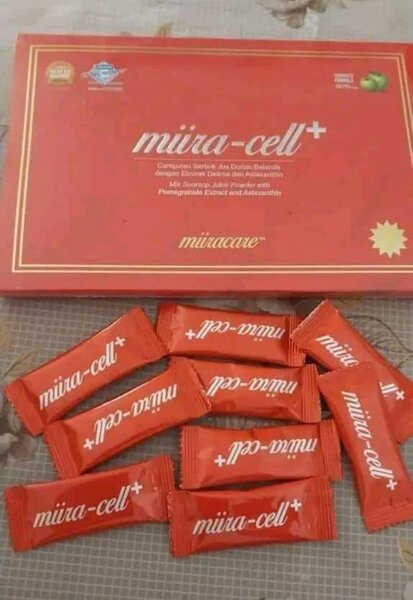 müra-cell+
Campuran Serbuk Jus Durian Belanda
dengan Ekstrak Delima dan Astaxanthin
Mix Soursop Juice Powder with
Pomegranate Extract and Astaxanthin
müracare™
müra-cell+
müra-cell+
müra-cell+
müra-cell+
müra-cell+
müra-cell+
müra-cell+
müra-cell+
müra-cell+